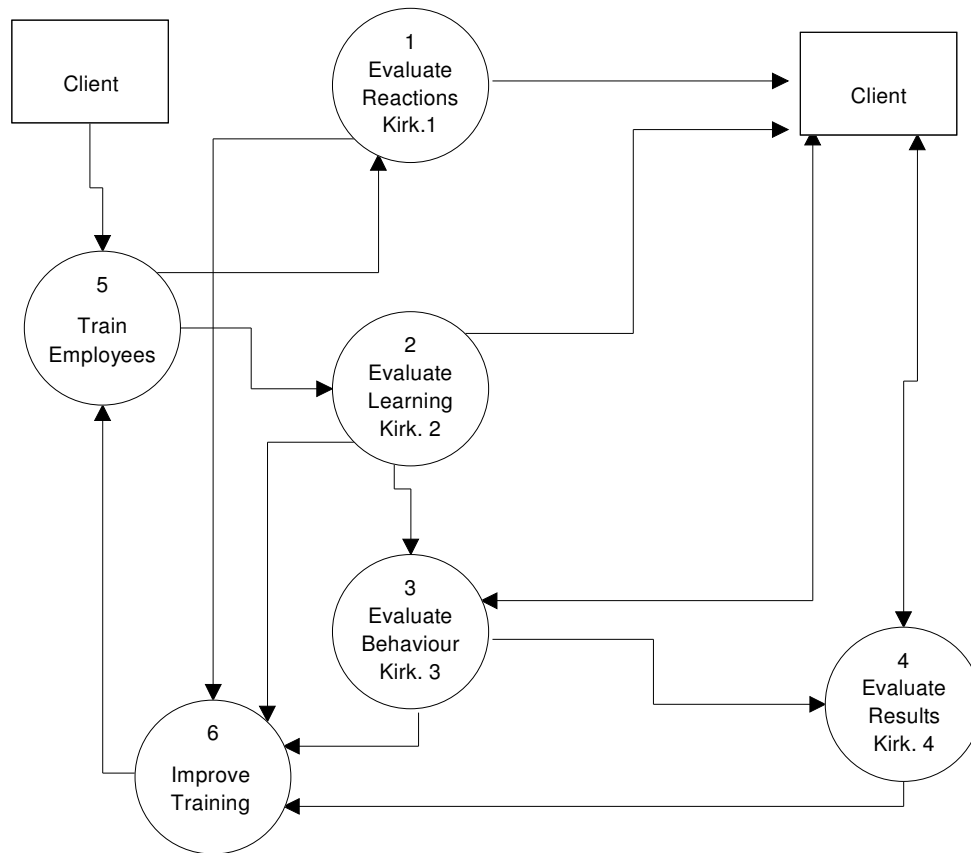 Client
1
Evaluate
Reactions
Kirk.1
Client
5
Train
Employees
2
Evaluate
Learning
Kirk. 2
3
Evaluate
Behaviour
Kirk. 3
4
Evaluate
Results
Kirk. 4
6
Improve
Training